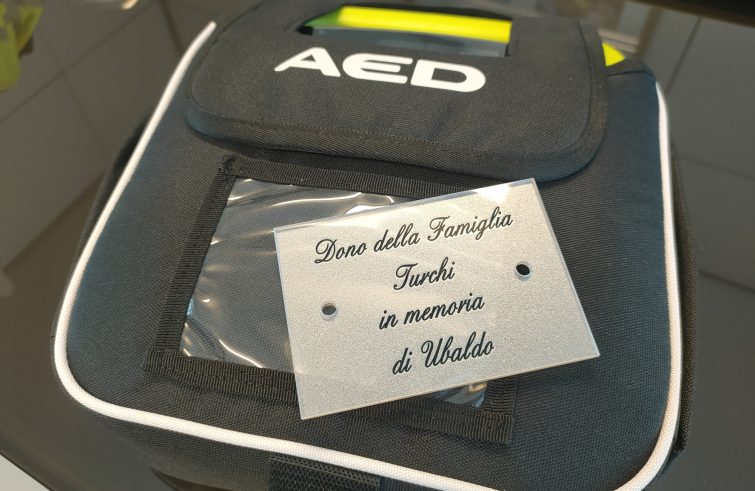 AED
Dono della Famiglia
Turchi
in memoria
di Ubaldo